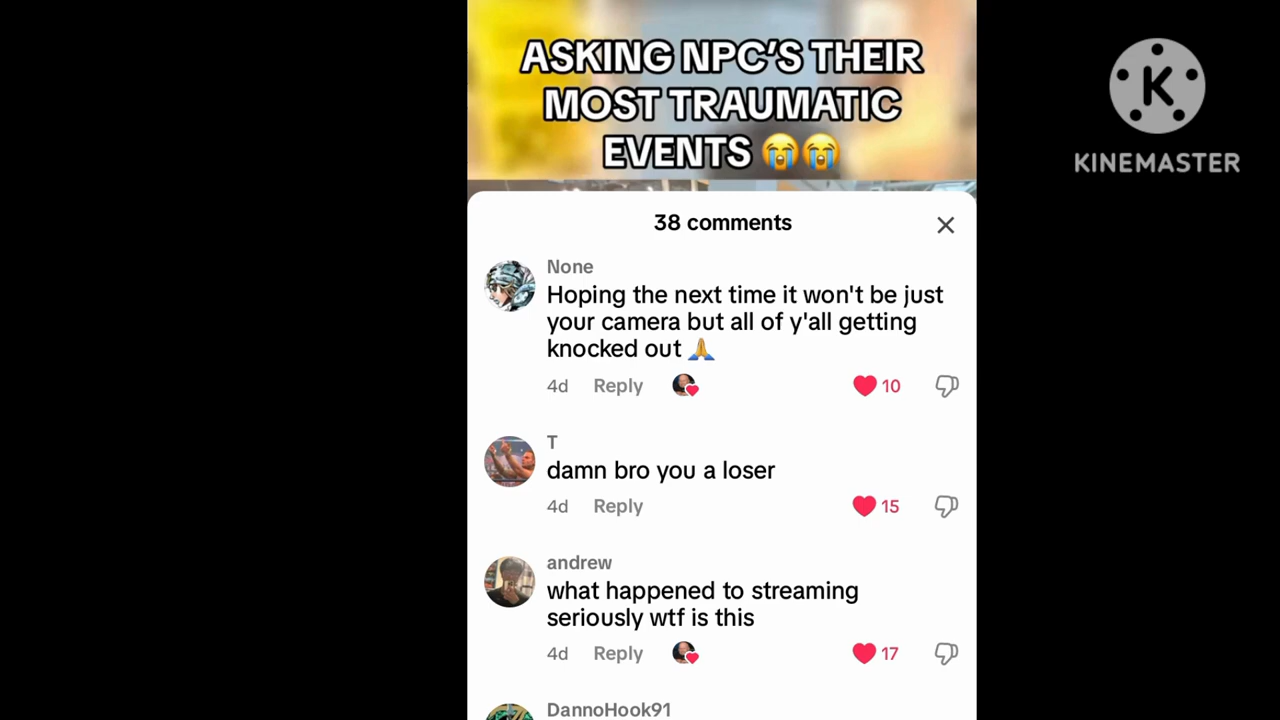 ASKING NPC'S THEIR
MOST TRAUMATIC
EVENTS 😭😭
KINEMASTER
38 comments
None
Hoping the next time it won't be just
your camera but all of y'all getting
knocked out 🙏
4d Reply 10
T
damn bro you a loser
4d Reply 15
andrew
what happened to streaming
seriously wtf is this
4d Reply 17
DannoHook91